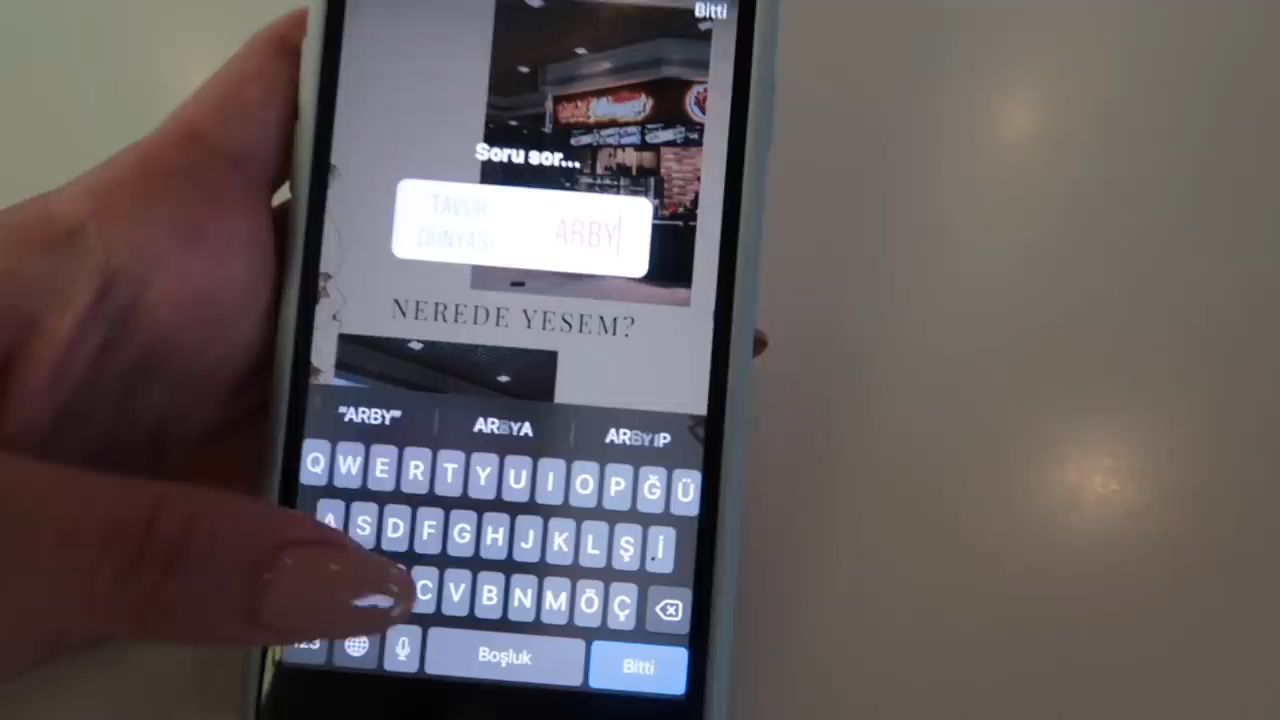 Bitti
Soru sor...
TAVUK
DÜNYASI
ARBY
NEREDE YESEM?
"ARBY" ARBYA ARBYIP
Q W E R T Y U I O P Ğ Ü
A S D F G H J K L Ş İ
C V B N M Ö Ç
123 Boşluk Bitti